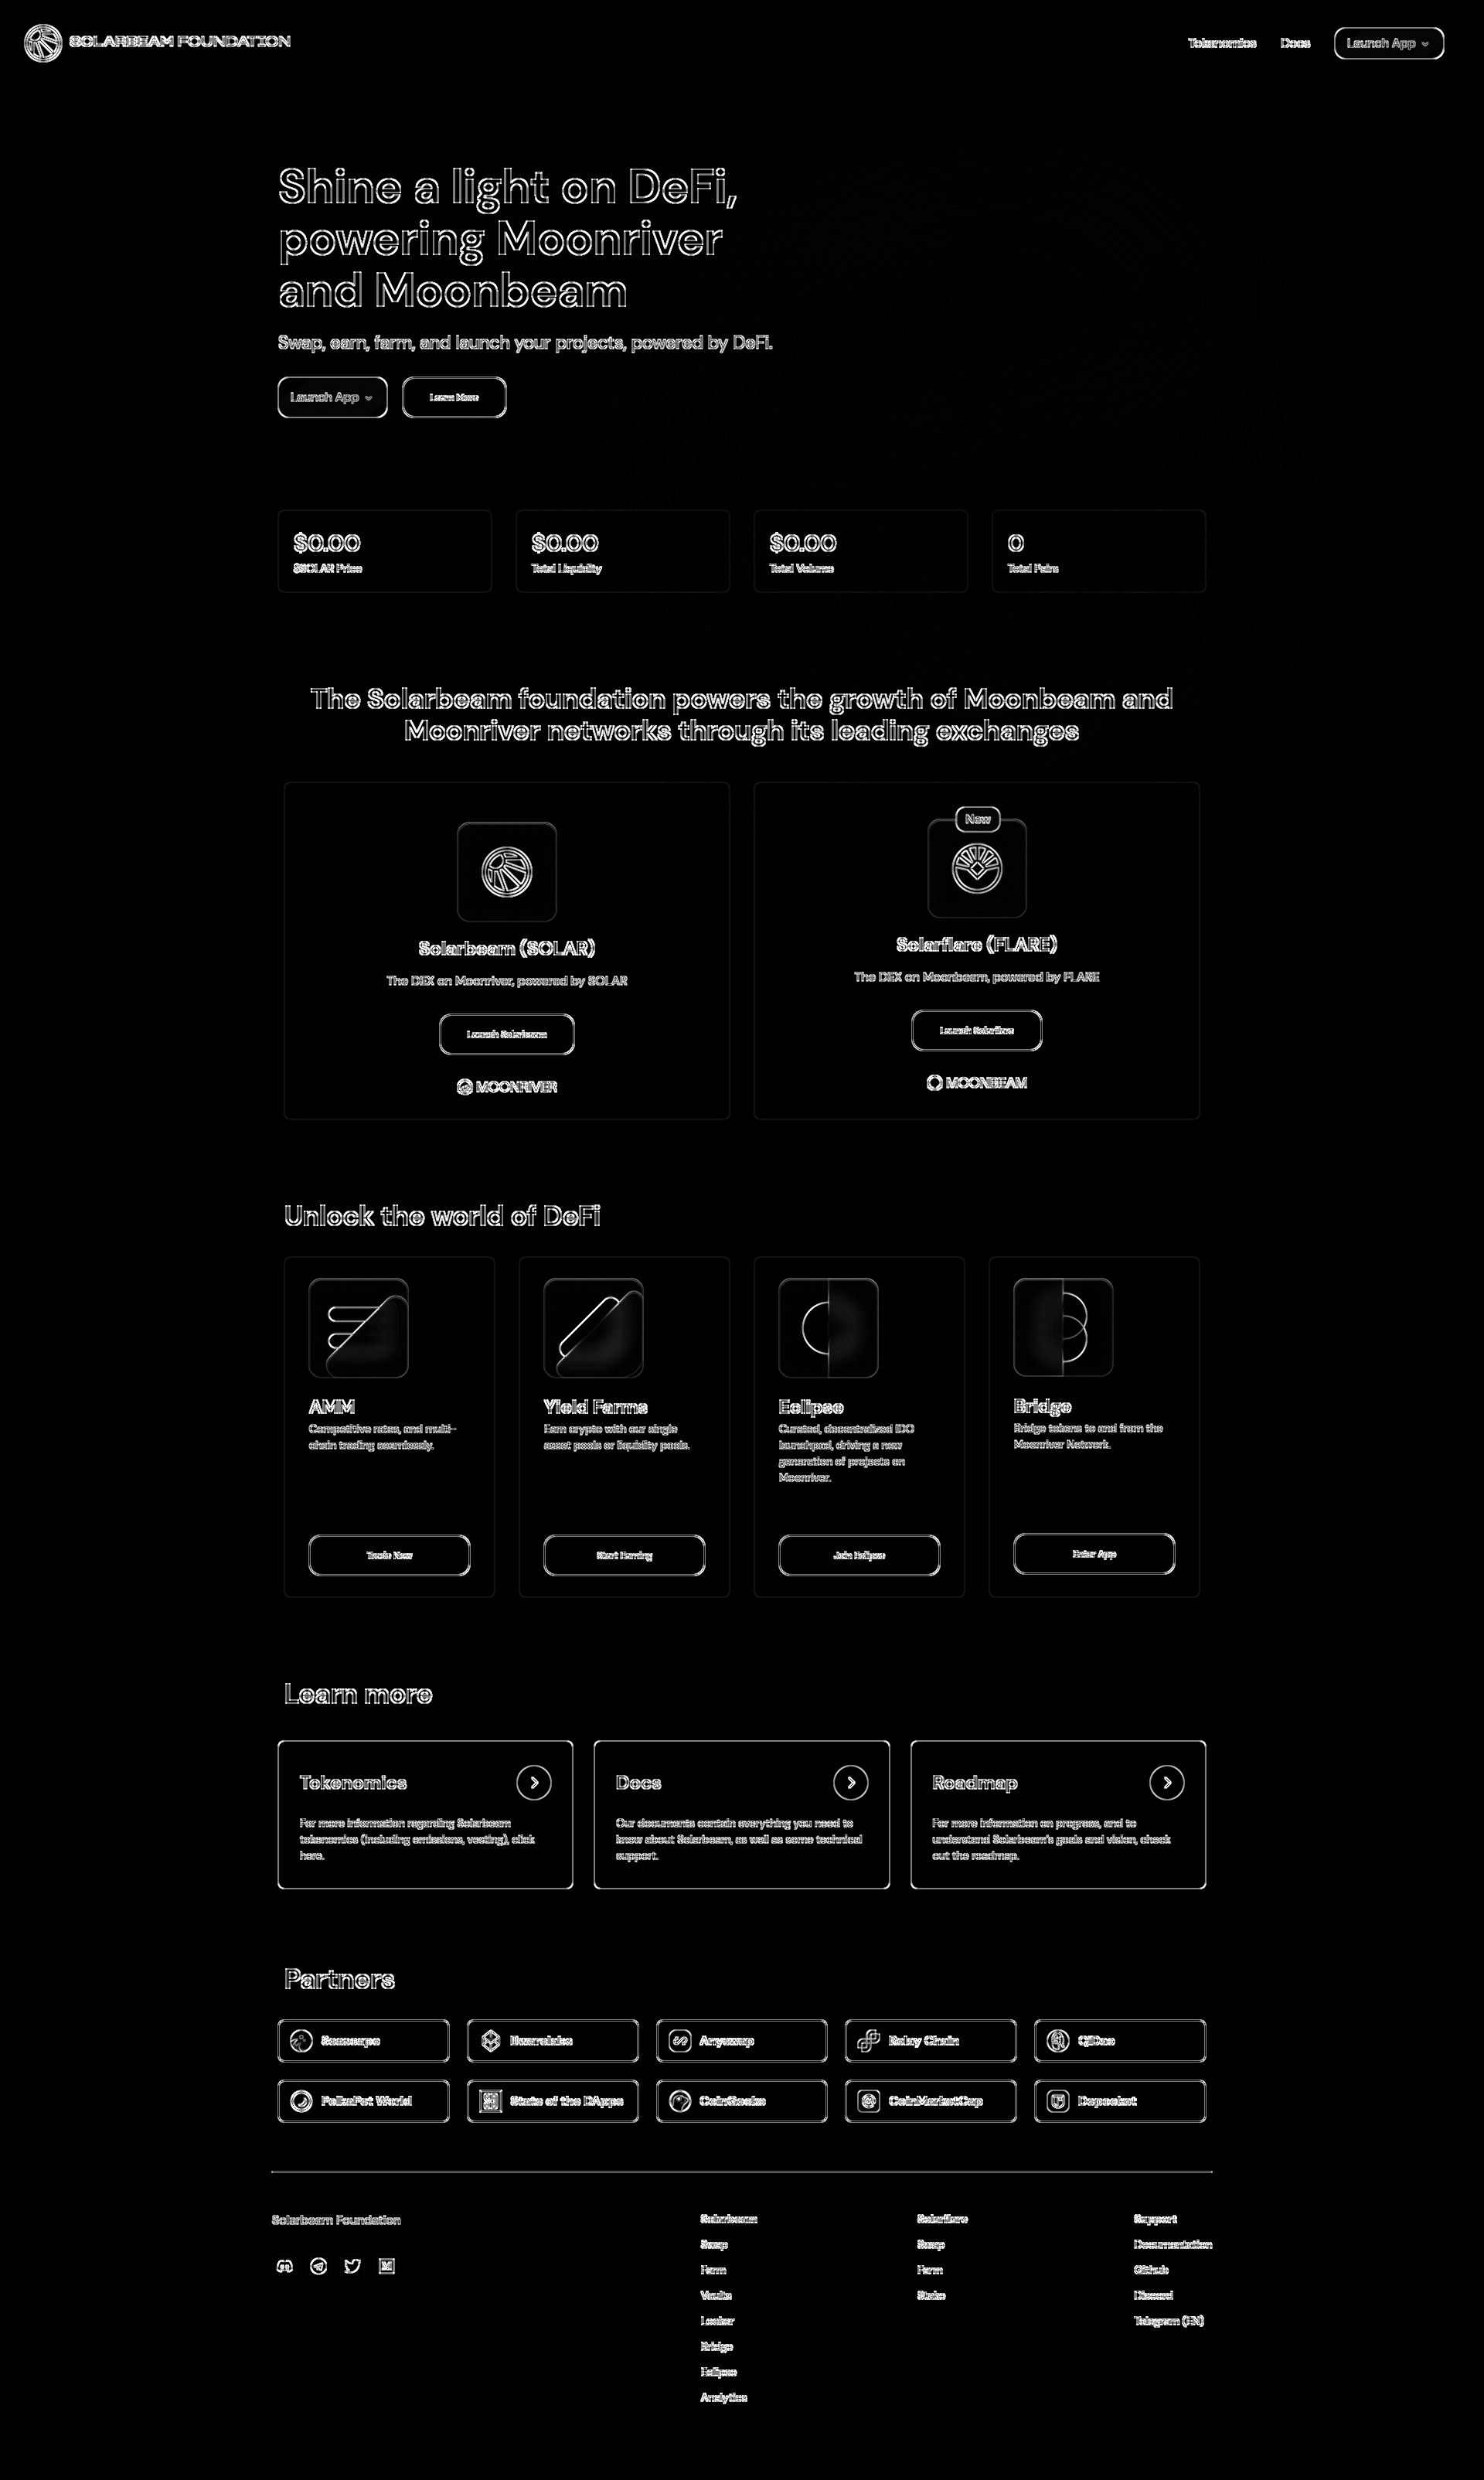 SOLARBEAM FOUNDATION
Tokenomics
Docs
Launch App
Shine a light on DeFi,
powering Moonriver
and Moonbeam
Swap, earn, farm, and launch your projects, powered by DeFi.
Launch App
Learn More
$0.00
$SOLAR Price
$0.00
Total Liquidity
$0.00
Total Volume
0
Total Pairs
The Solarbeam foundation powers the growth of Moonbeam and
Moonriver networks through its leading exchanges
Solarbeam (SOLAR)
The DEX on Moonriver, powered by SOLAR
Launch Solarbeam
MOONRIVER
New
Solarflare (FLARE)
The DEX on Moonbeam, powered by FLARE
Launch Solarflare
MOONBEAM
Unlock the world of DeFi
AMM
Competitive rates, and multi-
chain trading seamlessly.
Trade Now
Yield Farms
Earn crypto with our single
asset pools or liquidity pools.
Start Farming
Eclipse
Curated, decentralized IDO
launchpad, driving a new
generation of projects on
Moonriver.
Join Eclipse
Bridge
Bridge tokens to and from the
Moonriver Network.
Enter App
Learn more
Tokenomics
For more information regarding Solarbeam
tokenomics (including emissions, vesting), click
here.
Docs
Our documents contain everything you need to
know about Solarbeam, as well as some technical
support.
Roadmap
For more information on progress, and to
understand Solarbeam's goals and vision, check
out the roadmap.
Partners
Seascape
Dwarvislabs
Anyswap
Relay Chain
QiDao
PolkaPet World
State of the DApps
CoinGecko
CoinMarketCap
Dapocket
Solarbeam Foundation
Solarbeam
Swap
Farm
Vaults
Locker
Bridge
Eclipse
Analytics
Solarflare
Swap
Farm
Stake
Support
Documentation
Github
Discord
Telegram (EN)